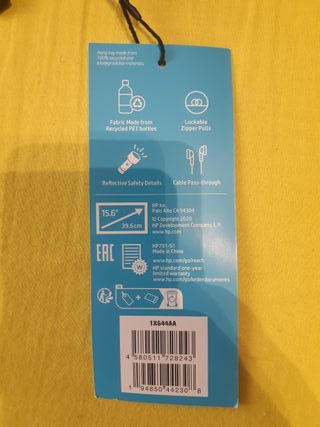 Hang tag made from
100% recycled and
biodegradable materials
Fabric Made from
Recycled PET bottles
Lockable
Zipper Pulls
Reflective Safety Details
Cable Pass-through
15.6"
39.6cm
HP Inc.
Palo Alto CA 94304
© Copyright 2020
HP Development Company, L.P.
www.hp.com
EAC
W
HP731-S1
Made in China
www.hp.com/go/reach
HP standard one-year
limited warranty
www.hp.com/go/orderdocuments
1X644AA
4 580511 728243
1 94850 44230 8